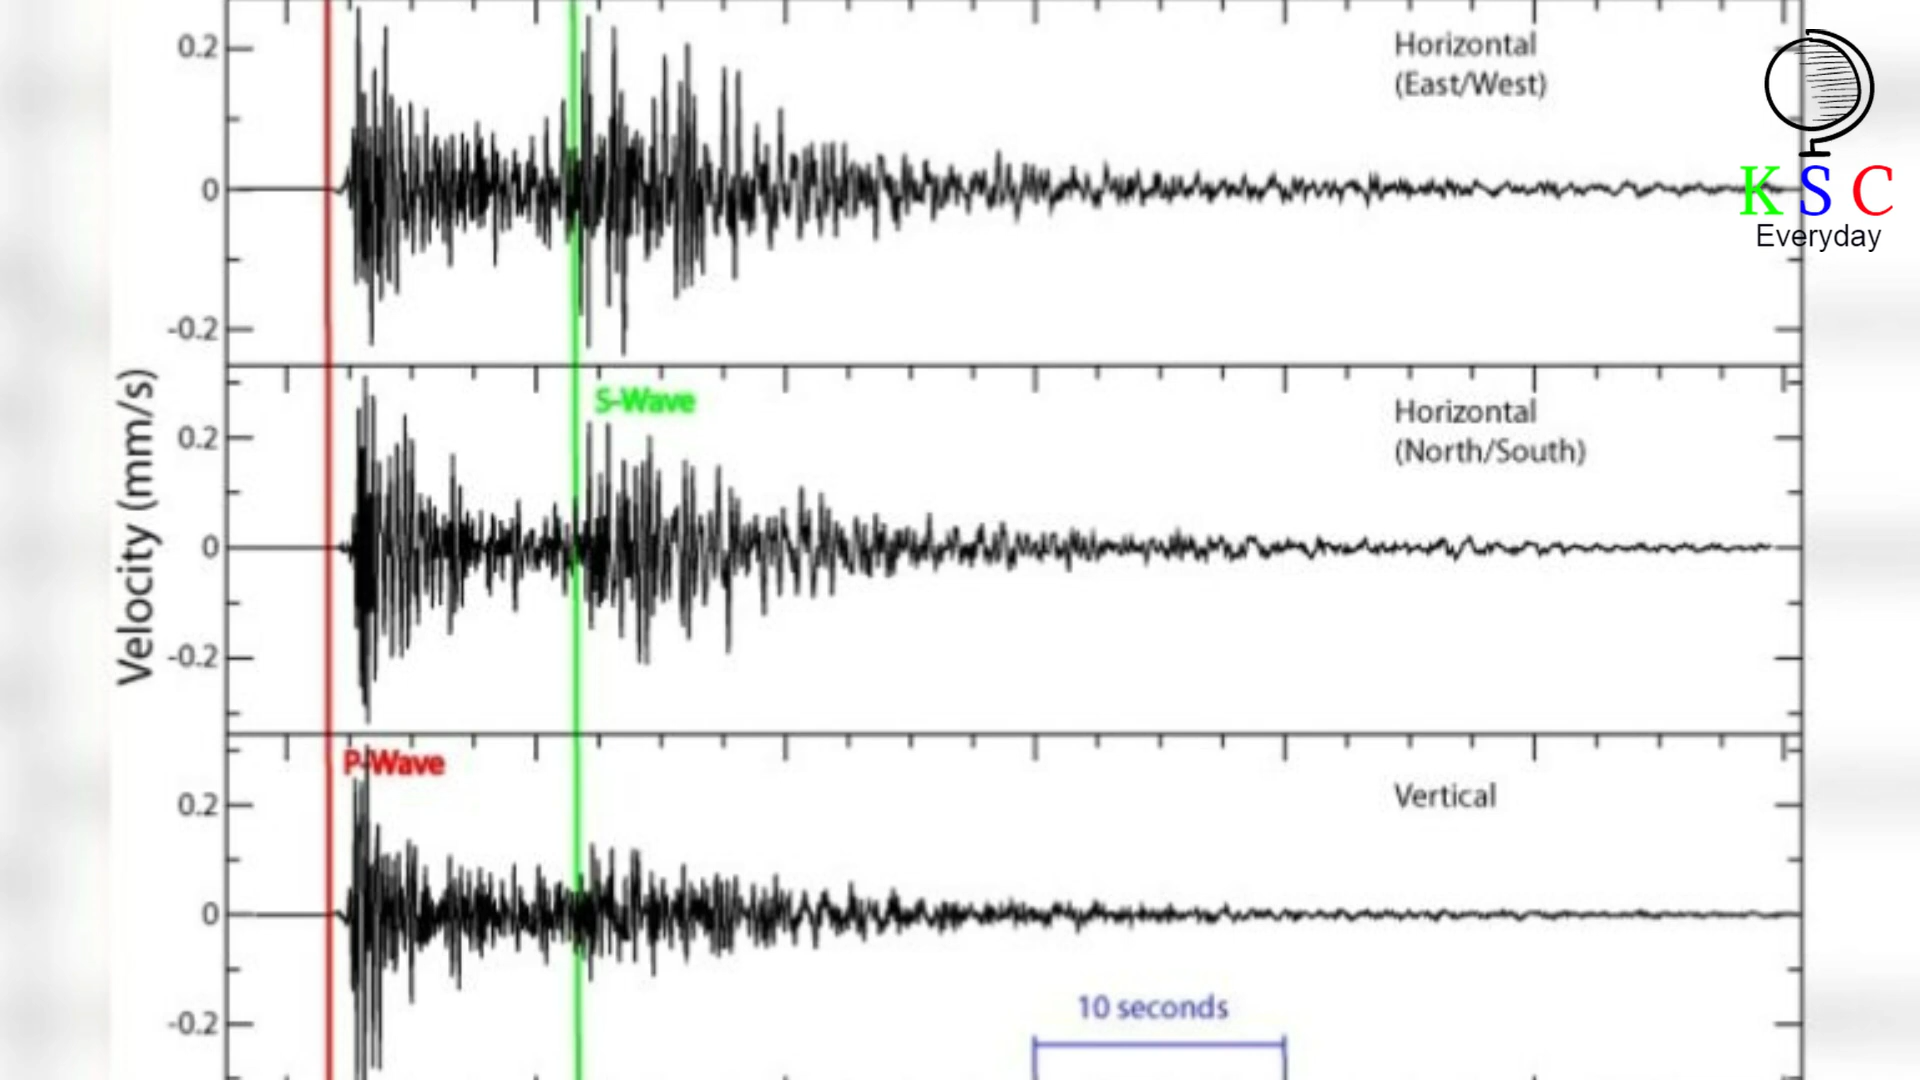 0.2
0
-0.2
Horizontal
(East/West)
K S C
Everyday
Velocity (mm/s)
0.2
0
-0.2
S-Wave
Horizontal
(North/South)
P-Wave
0.2
0
-0.2
Vertical
10 seconds